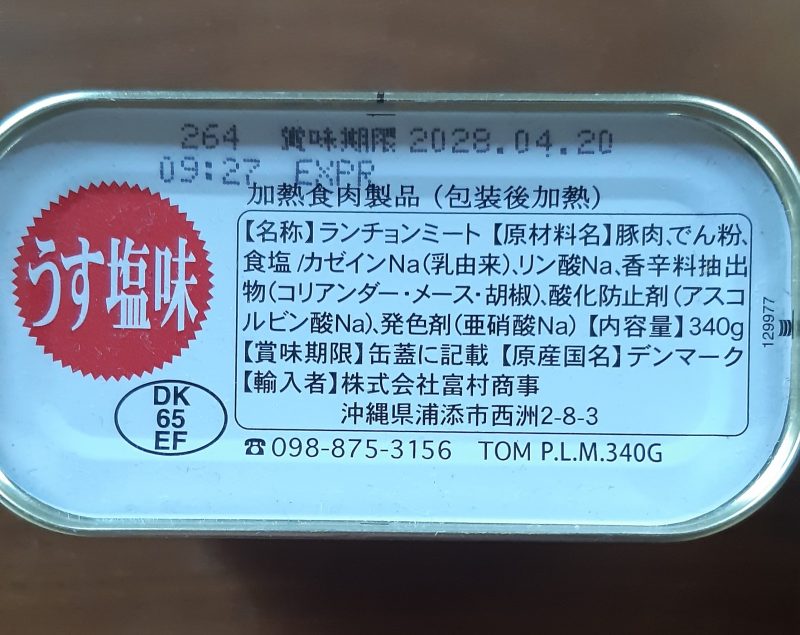 264 賞味期限 2028.04.20
09:27 EXPR
加熱食肉製品 (包装後加熱)
うす塩味
【名称】ランチョンミート【原材料名】豚肉、でん粉、
食塩/カゼインNa(乳由来)、リン酸Na、香辛料抽出
物(コリアンダー・メース・胡椒)、酸化防止剤(アスコ
ルビン酸Na)、発色剤(亜硝酸Na)【内容量】340g
【賞味期限】缶蓋に記載【原産国名】デンマーク
【輸入者】株式会社富村商事
沖縄県浦添市西洲2-8-3
DK
65
EF
☎098-875-3156 TOM P.L.M.340G
129977